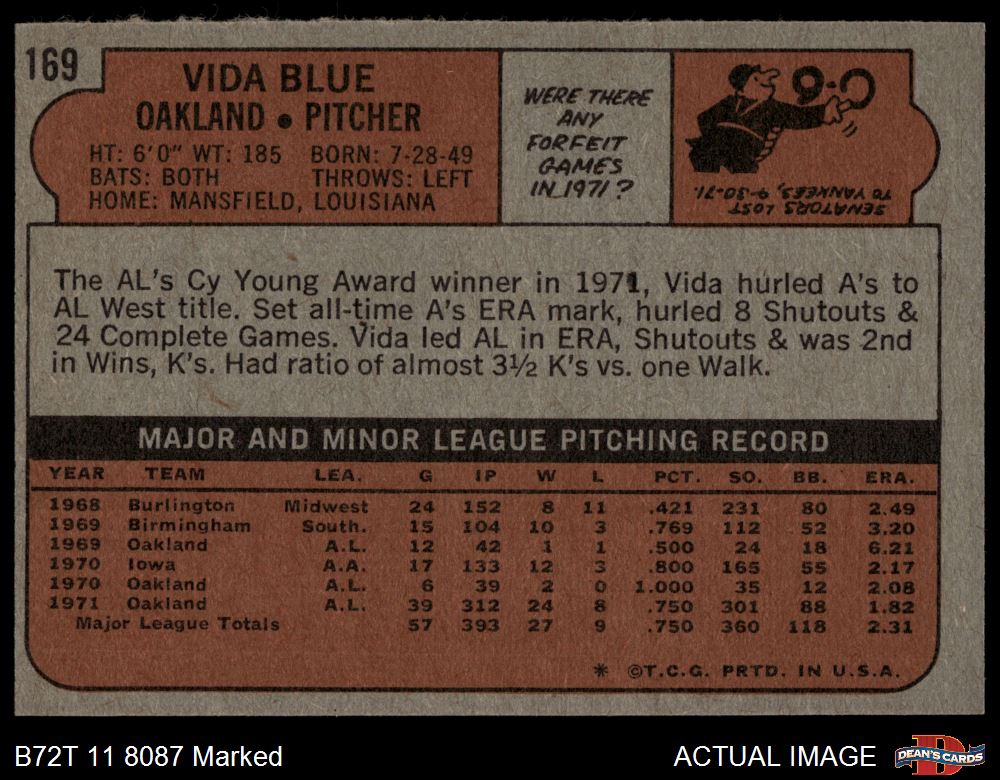 169
VIDA BLUE
OAKLAND • PITCHER
HT: 6'0" WT: 185 BORN: 7-28-49
BATS: BOTH THROWS: LEFT
HOME: MANSFIELD, LOUISIANA
WERE THERE
ANY
FORFEIT
GAMES
IN 1971?
9-0
SENATORS LOST
TO YANKEES, 9-30-71.
The AL's Cy Young Award winner in 1971, Vida hurled A's to
AL West title. Set all-time A's ERA mark, hurled 8 Shutouts &
24 Complete Games. Vida led AL in ERA, Shutouts & was 2nd
in Wins, K's. Had ratio of almost 3½ K's vs. one Walk.
MAJOR AND MINOR LEAGUE PITCHING RECORD
YEAR TEAM LEA. G IP W L PCT. SO. BB. ERA.
1968 Burlington Midwest 24 152 8 11 .421 231 80 2.49
1969 Birmingham South. 15 104 10 3 .769 112 52 3.20
1969 Oakland A.L. 12 42 1 1 .500 24 18 6.21
1970 Iowa A.A. 17 133 12 3 .800 165 55 2.17
1970 Oakland A.L. 6 39 2 0 1.000 35 12 2.08
1971 Oakland A.L. 39 312 24 8 .750 301 88 1.82
Major League Totals 57 393 27 9 .750 360 118 2.31
* ©T.C.G. PRTD. IN U.S.A.
B72T 11 8087 Marked
ACTUAL IMAGE
DEAN'S CARDS